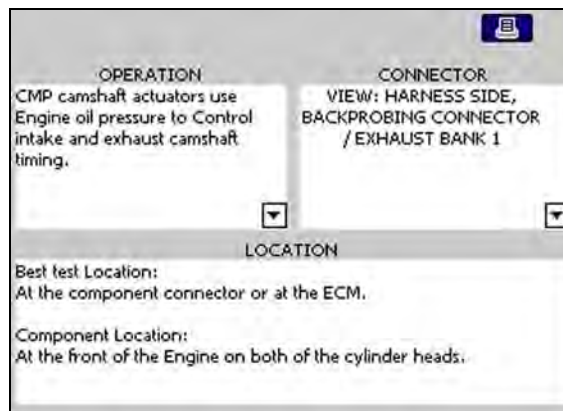 OPERATION
CMP camshaft actuators use
Engine oil pressure to Control
intake and exhaust camshaft
timing.
CONNECTOR
VIEW: HARNESS SIDE,
BACKPROBING CONNECTOR
/ EXHAUST BANK 1
LOCATION
Best test Location:
At the component connector or at the ECM.
Component Location:
At the front of the Engine on both of the cylinder heads.